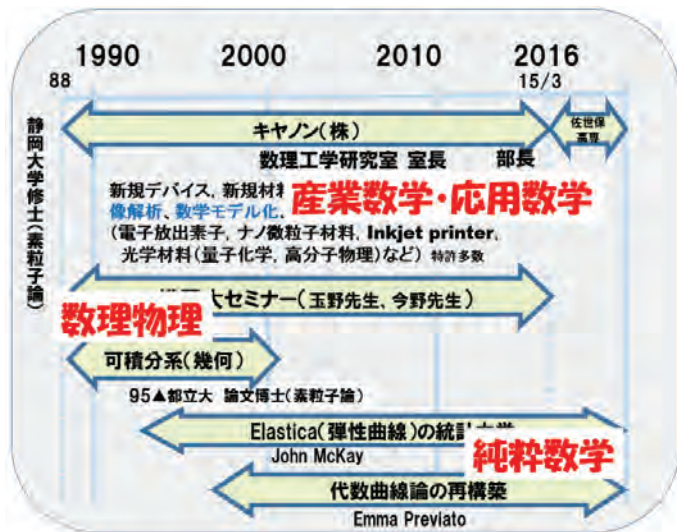 1990 2000 2010 2016
88 15/3
静岡大学修士(素粒子論)
キヤノン(株)
佐世保
高専
数理工学研究室 室長 部長
新規デバイス、新規材料
産業数学・応用数学
像解析、数学モデル化、
(電子放出素子, ナノ微粒子材料, Inkjet printer,
光学材料(量子化学, 高分子物理)など) 特許多数
大セミナー(玉野先生、今野先生)
数理物理
可積分系(幾何)
95▲都立大 論文博士(素粒子論)
Elastica(弾性曲線)の統計力学
John McKay
純粋数学
代数曲線論の再構築
Emma Previato